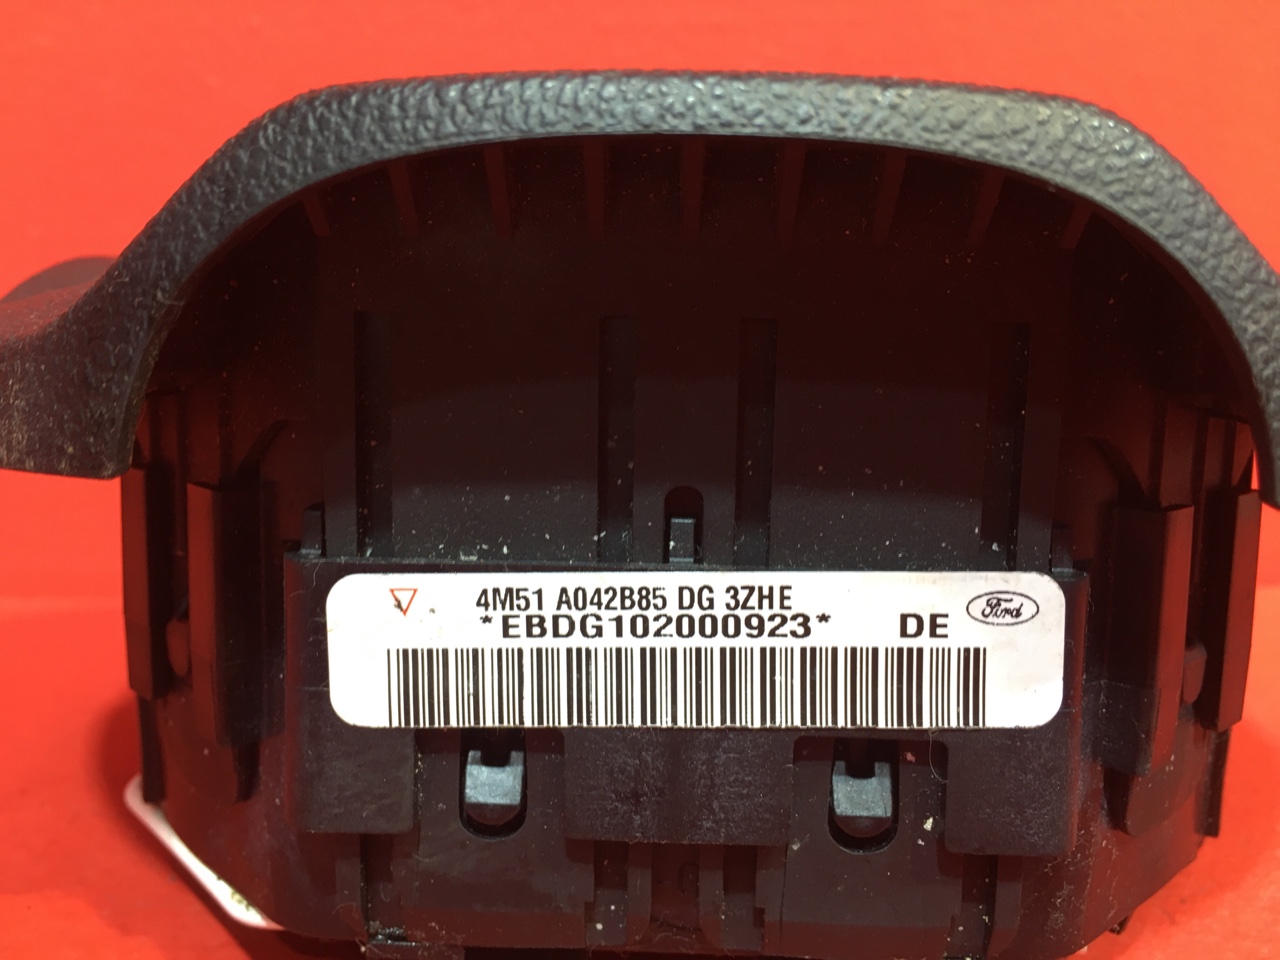 4M51 A042B85 DG 3ZHE
*EBDG102000923* DE Ford